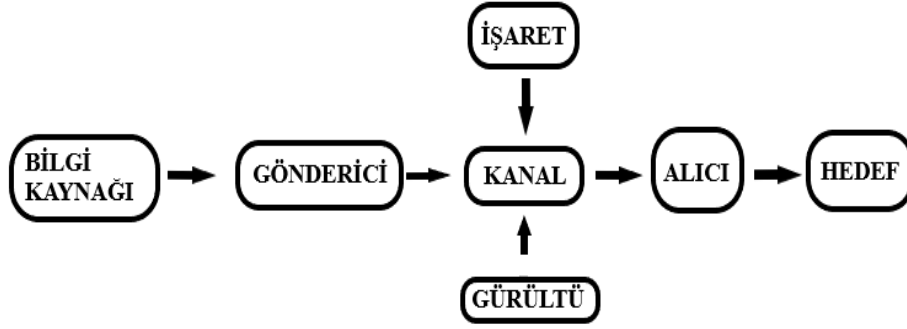 İŞARET
BİLGİ
KAYNAĞI
GÖNDERİCİ
KANAL
ALICI
HEDEF
GÜRÜLTÜ